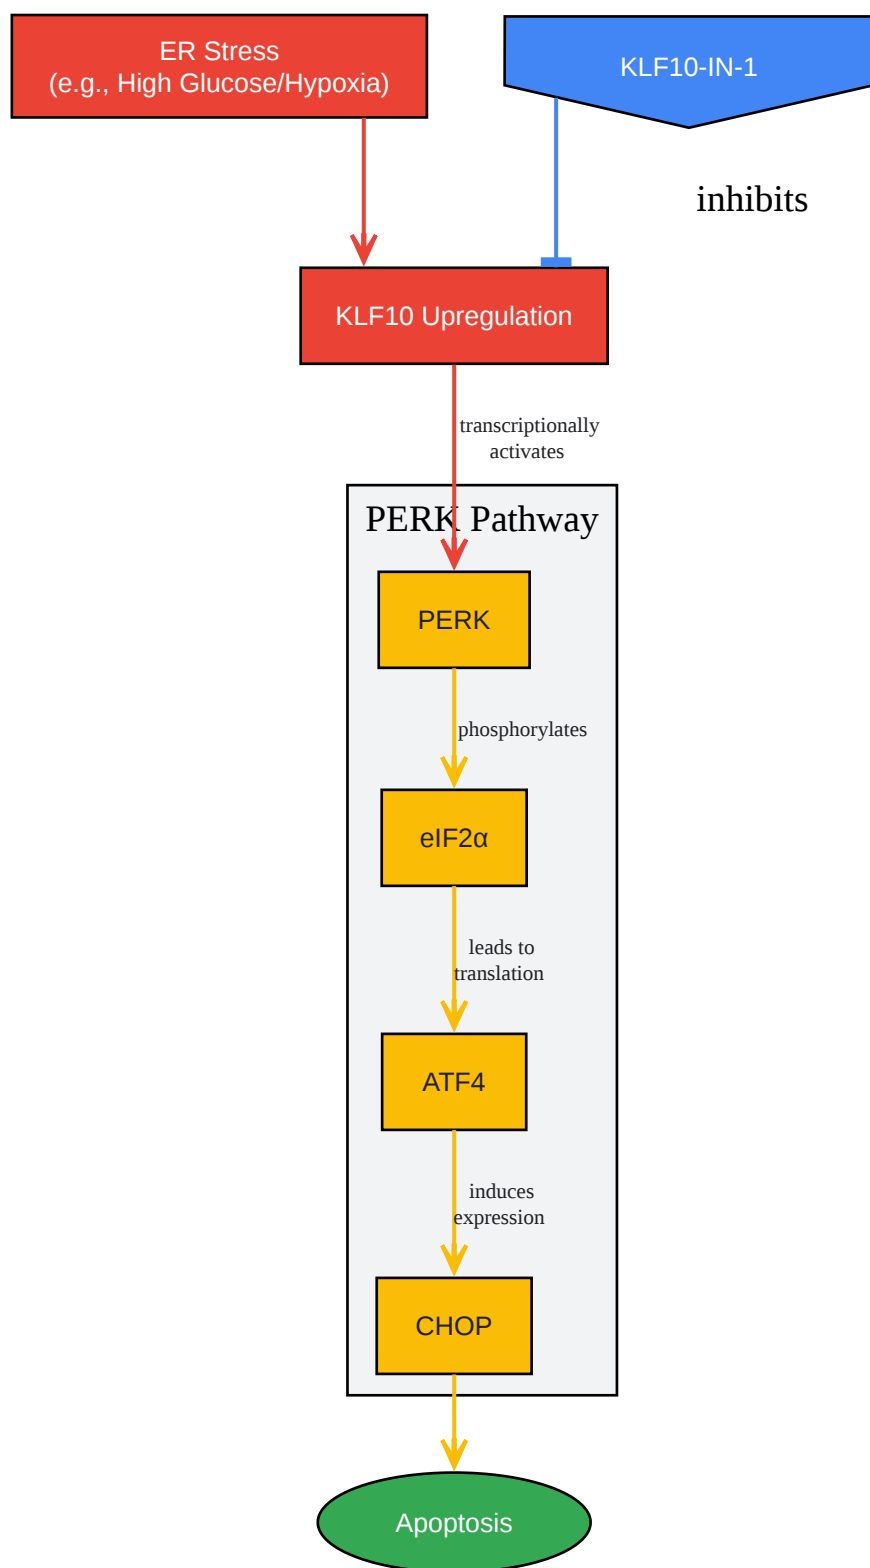 ER Stress
(e.g., High Glucose/Hypoxia)
KLF10-IN-1
inhibits
KLF10 Upregulation
transcriptionally
activates
PERK Pathway
PERK
phosphorylates
eIF2α
leads to
translation
ATF4
induces
expression
CHOP
Apoptosis